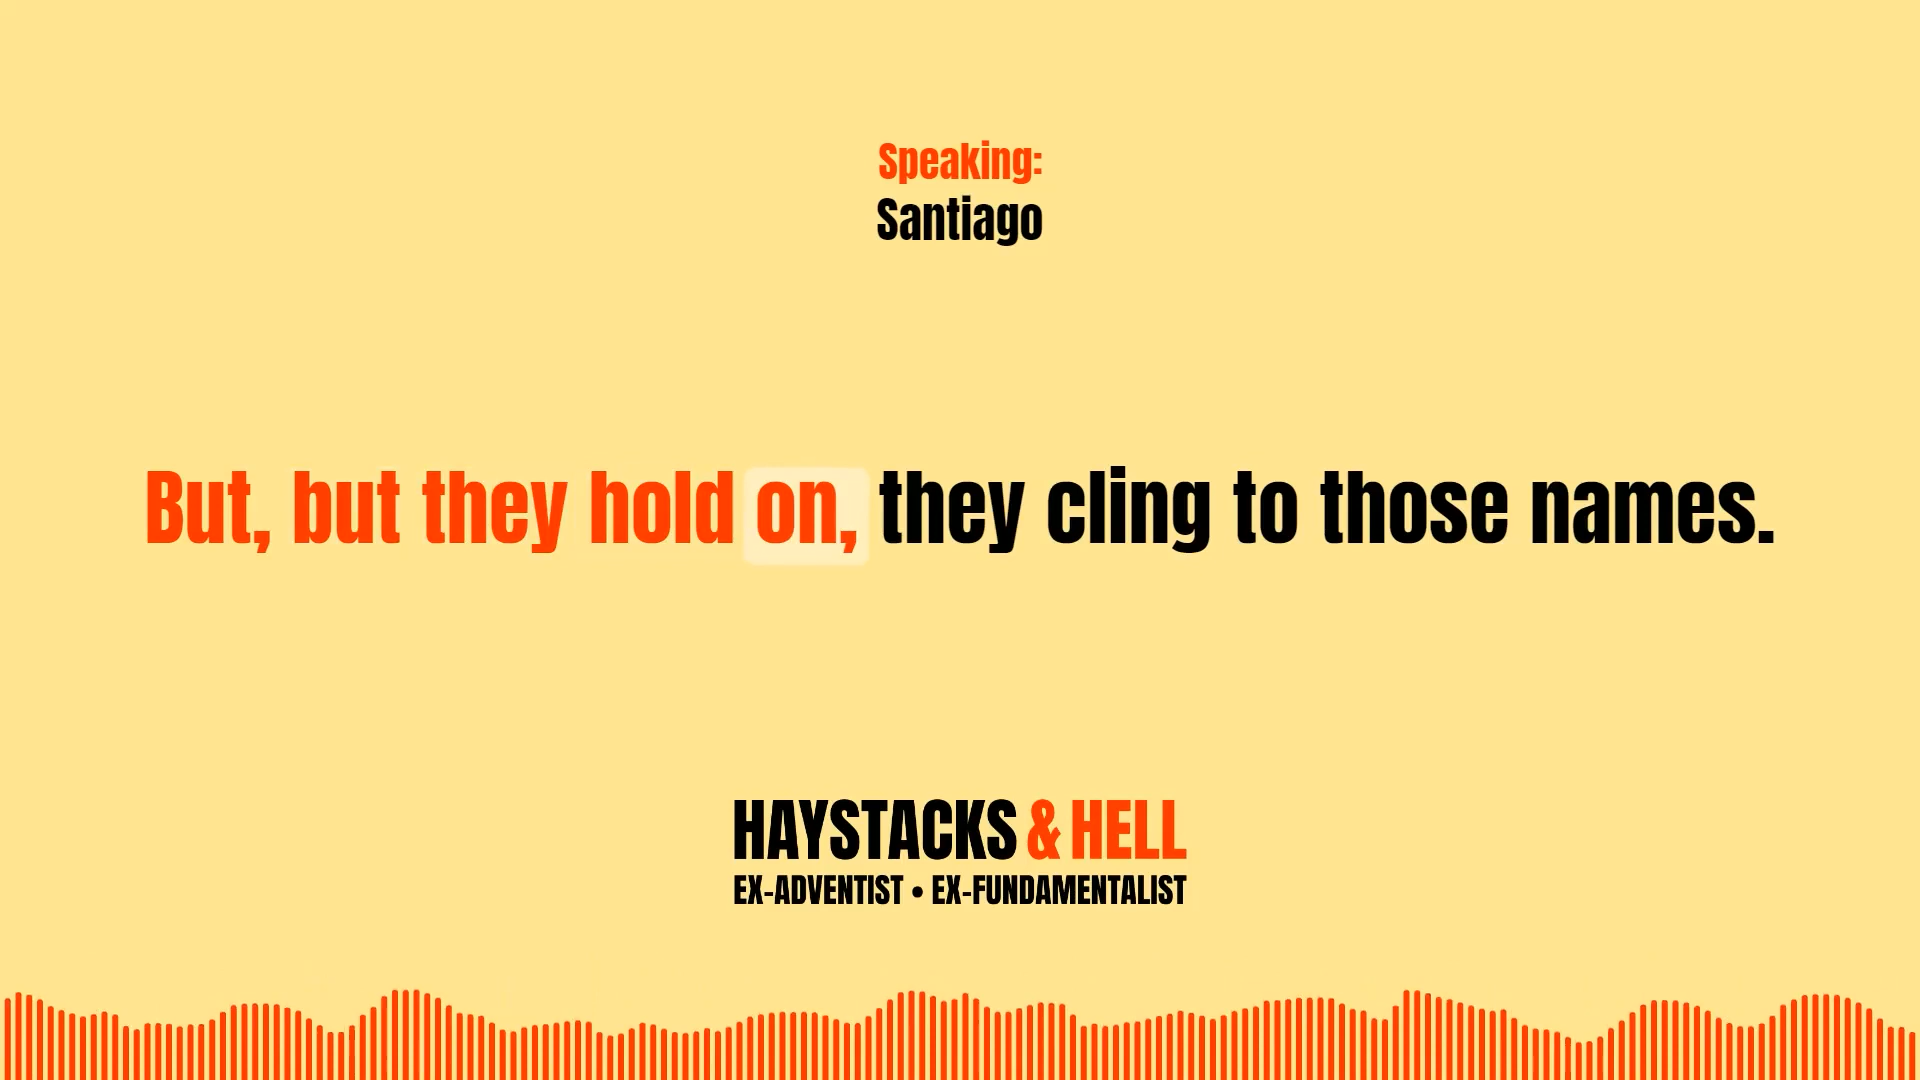 Speaking:
Santiago
But, but they hold on, they cling to those names.
HAYSTACKS & HELL
EX-ADVENTIST • EX-FUNDAMENTALIST